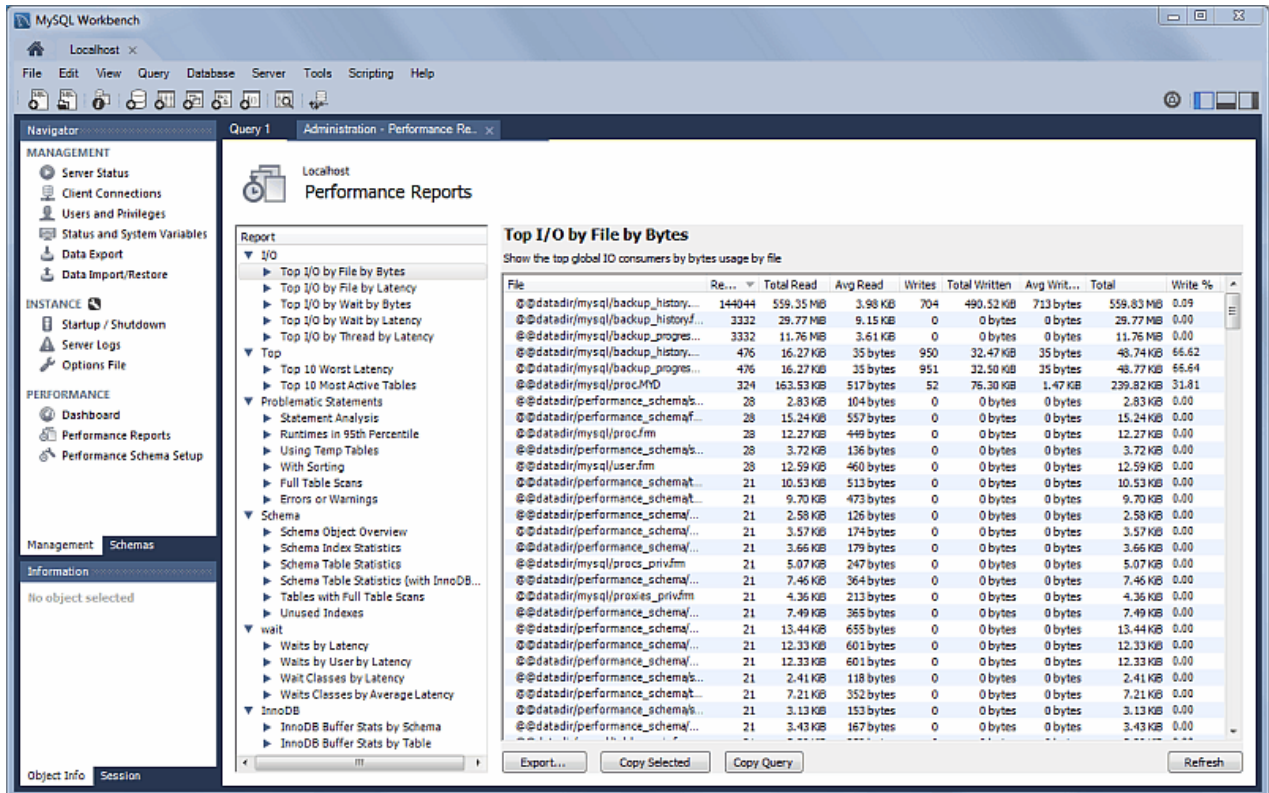 MySQL Workbench
Localhost
File Edit View Query Database Server Tools Scripting Help
Navigator
MANAGEMENT
Server Status
Client Connections
Users and Privileges
Status and System Variables
Data Export
Data Import/Restore
INSTANCE
Startup / Shutdown
Server Logs
Options File
PERFORMANCE
Dashboard
Performance Reports
Performance Schema Setup
Management Schemas
Information
No object selected
Object Info Session
Query 1 Administration - Performance Re..
Localhost
Performance Reports
Report
I/O
Top I/O by File by Bytes
Top I/O by File by Latency
Top I/O by Wait by Bytes
Top I/O by Wait by Latency
Top I/O by Thread by Latency
Top
Top 10 Worst Latency
Top 10 Most Active Tables
Problematic Statements
Statement Analysis
Runtimes in 95th Percentile
Using Temp Tables
With Sorting
Full Table Scans
Errors or Warnings
Schema
Schema Object Overview
Schema Index Statistics
Schema Table Statistics
Schema Table Statistics (with InnoDB...
Tables with Full Table Scans
Unused Indexes
wait
Waits by Latency
Waits by User by Latency
Wait Classes by Latency
Waits Classes by Average Latency
InnoDB
InnoDB Buffer Stats by Schema
InnoDB Buffer Stats by Table
Top I/O by File by Bytes
Show the top global IO consumers by bytes usage by file
File Re... Total Read Avg Read Writes Total Written Avg Writ... Total Write %
@@datadir/mysql/backup_history.... 144044 559.35 MiB 3.98 KiB 704 490.52 KiB 713 bytes 559.83 MiB 0.09
@@datadir/mysql/backup_history.f... 3332 29.77 MiB 9.15 KiB 0 0 bytes 0 bytes 29.77 MiB 0.00
@@datadir/mysql/backup_progres... 3332 11.76 MiB 3.61 KiB 0 0 bytes 0 bytes 11.76 MiB 0.00
@@datadir/mysql/backup_history.... 476 16.27 KiB 35 bytes 950 32.47 KiB 35 bytes 48.74 KiB 66.62
@@datadir/mysql/backup_progres... 476 16.27 KiB 35 bytes 951 32.50 KiB 35 bytes 48.77 KiB 66.64
@@datadir/mysql/proc.MYD 324 163.53 KiB 517 bytes 52 76.30 KiB 1.47 KiB 239.82 KiB 31.81
@@datadir/performance_schema/s... 28 2.83 KiB 104 bytes 0 0 bytes 0 bytes 2.83 KiB 0.00
@@datadir/performance_schema/f... 28 15.24 KiB 557 bytes 0 0 bytes 0 bytes 15.24 KiB 0.00
@@datadir/mysql/proc.frm 28 12.27 KiB 449 bytes 0 0 bytes 0 bytes 12.27 KiB 0.00
@@datadir/performance_schema/s... 28 3.72 KiB 136 bytes 0 0 bytes 0 bytes 3.72 KiB 0.00
@@datadir/mysql/user.frm 28 12.59 KiB 460 bytes 0 0 bytes 0 bytes 12.59 KiB 0.00
@@datadir/performance_schema/t... 21 10.53 KiB 513 bytes 0 0 bytes 0 bytes 10.53 KiB 0.00
@@datadir/performance_schema/t... 21 9.70 KiB 473 bytes 0 0 bytes 0 bytes 9.70 KiB 0.00
@@datadir/performance_schema/... 21 2.58 KiB 126 bytes 0 0 bytes 0 bytes 2.58 KiB 0.00
@@datadir/performance_schema/... 21 3.57 KiB 174 bytes 0 0 bytes 0 bytes 3.57 KiB 0.00
@@datadir/performance_schema/... 21 3.66 KiB 179 bytes 0 0 bytes 0 bytes 3.66 KiB 0.00
@@datadir/mysql/procs_priv.frm 21 5.07 KiB 247 bytes 0 0 bytes 0 bytes 5.07 KiB 0.00
@@datadir/performance_schema/... 21 7.46 KiB 364 bytes 0 0 bytes 0 bytes 7.46 KiB 0.00
@@datadir/mysql/proxies_priv.frm 21 4.36 KiB 213 bytes 0 0 bytes 0 bytes 4.36 KiB 0.00
@@datadir/performance_schema/... 21 7.49 KiB 365 bytes 0 0 bytes 0 bytes 7.49 KiB 0.00
@@datadir/performance_schema/... 21 13.44 KiB 655 bytes 0 0 bytes 0 bytes 13.44 KiB 0.00
@@datadir/performance_schema/... 21 12.33 KiB 601 bytes 0 0 bytes 0 bytes 12.33 KiB 0.00
@@datadir/performance_schema/... 21 12.33 KiB 601 bytes 0 0 bytes 0 bytes 12.33 KiB 0.00
@@datadir/performance_schema/s... 21 2.41 KiB 118 bytes 0 0 bytes 0 bytes 2.41 KiB 0.00
@@datadir/performance_schema/t... 21 7.21 KiB 352 bytes 0 0 bytes 0 bytes 7.21 KiB 0.00
@@datadir/performance_schema/s... 21 3.13 KiB 153 bytes 0 0 bytes 0 bytes 3.13 KiB 0.00
@@datadir/performance_schema/... 21 3.43 KiB 167 bytes 0 0 bytes 0 bytes 3.43 KiB 0.00
Export... Copy Selected Copy Query Refresh